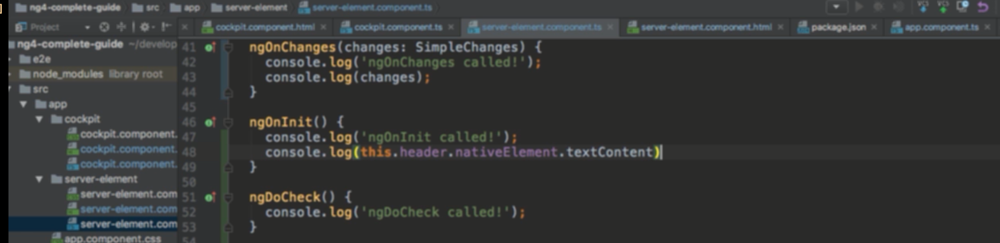 ng4-complete-guide src app server-element server-element.component.ts
VCS VCS
Project cockpit.component.html cockpit.component.ts server-element.component.ts server-element.component.html package.json app.component.ts
ng4-complete-guide ~/develop
e2e
node_modules library root
src
app
cockpit
cockpit.component.
cockpit.component.
cockpit.component.
server-element
server-element.com
server-element.com
server-element.com
app.component.css
41 ngOnChanges(changes: SimpleChanges) {
42 console.log('ngOnChanges called!');
43 console.log(changes);
44 }
45
46 ngOnInit() {
47 console.log('ngOnInit called!');
48 console.log(this.header.nativeElement.textContent)
49 }
50
51 ngDoCheck() {
52 console.log('ngDoCheck called!');
53 }
54